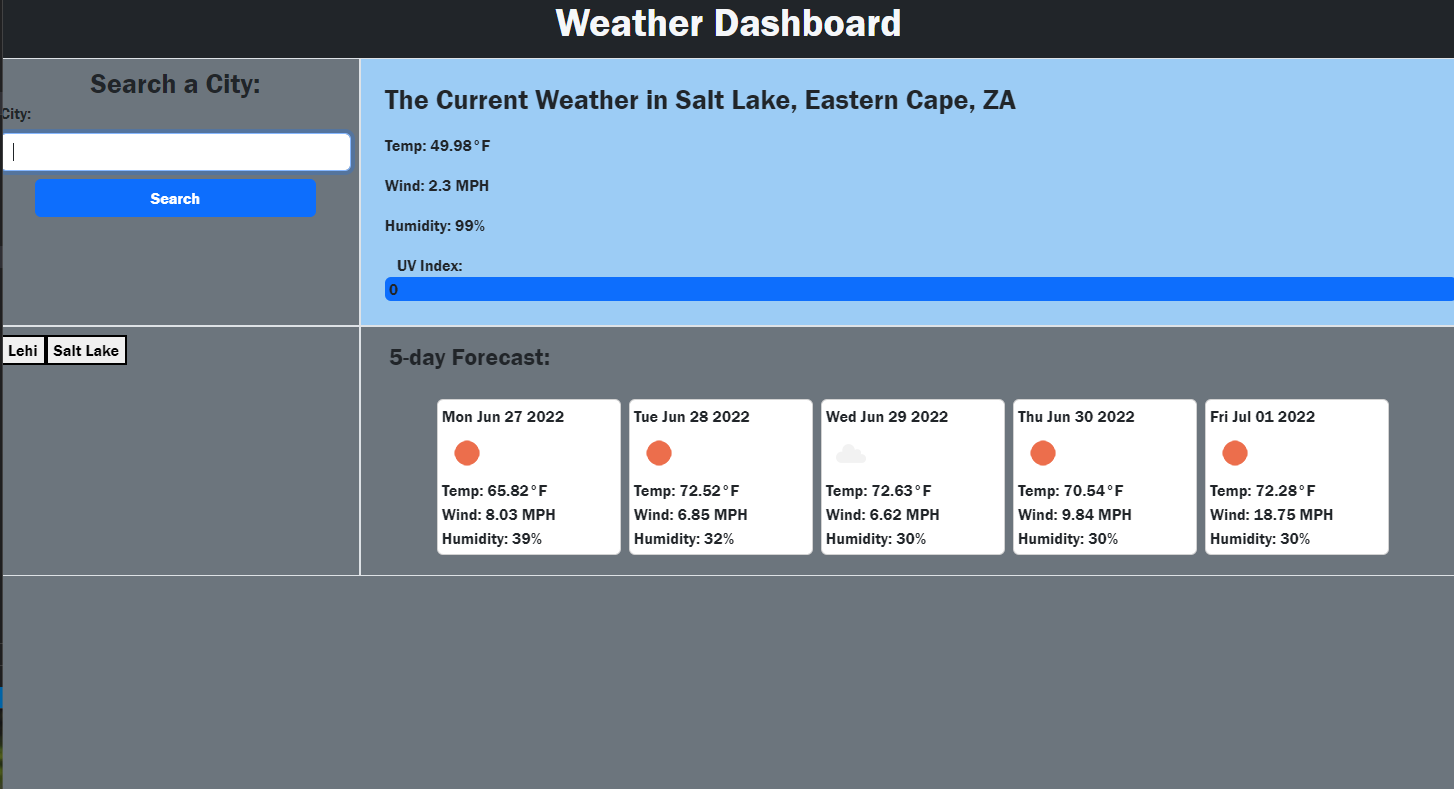 Weather Dashboard
Search a City:
City:
Search
The Current Weather in Salt Lake, Eastern Cape, ZA
Temp: 49.98°F
Wind: 2.3 MPH
Humidity: 99%
UV Index:
0
Lehi
Salt Lake
5-day Forecast:
Mon Jun 27 2022
Temp: 65.82°F
Wind: 8.03 MPH
Humidity: 39%
Tue Jun 28 2022
Temp: 72.52°F
Wind: 6.85 MPH
Humidity: 32%
Wed Jun 29 2022
Temp: 72.63°F
Wind: 6.62 MPH
Humidity: 30%
Thu Jun 30 2022
Temp: 70.54°F
Wind: 9.84 MPH
Humidity: 30%
Fri Jul 01 2022
Temp: 72.28°F
Wind: 18.75 MPH
Humidity: 30%